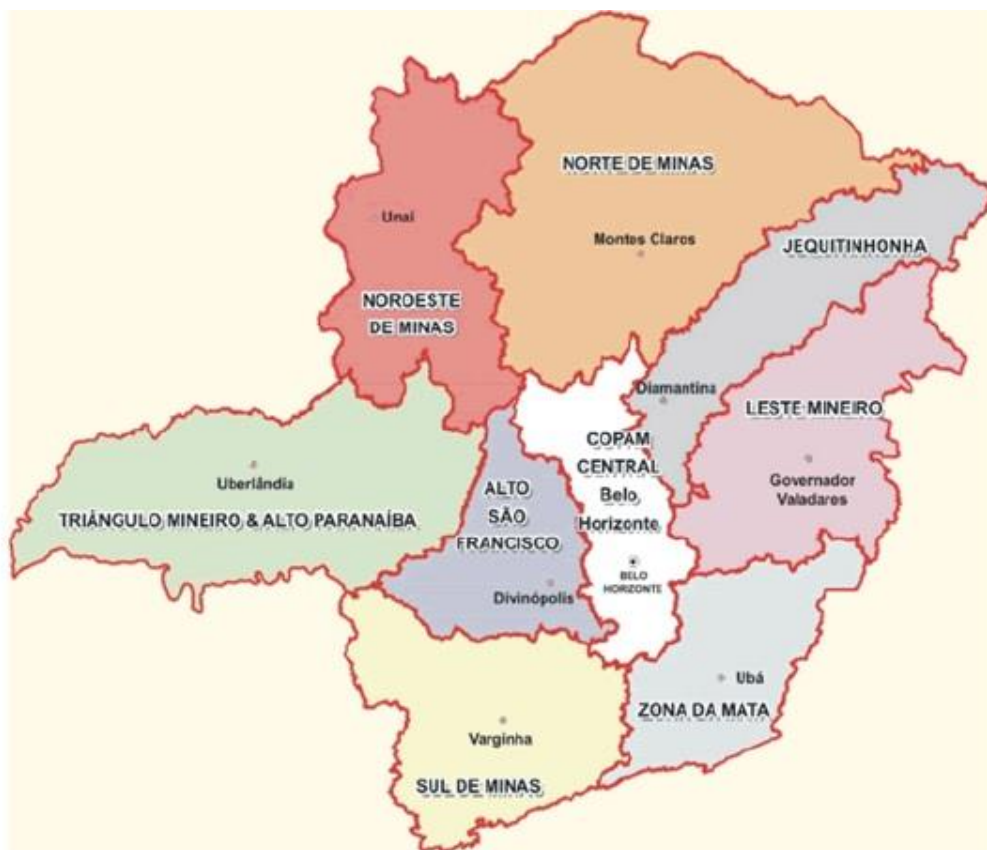 NORTE DE MINAS
Unaí
Montes Claros
JEQUITINHONHA
NOROESTE
DE MINAS
Diamantina
LESTE MINEIRO
COPAM
CENTRAL
Belo
Horizonte
Uberlândia
TRIÂNGULO MINEIRO & ALTO PARANAÍBA
ALTO
SÃO
FRANCISCO
Governador
Valadares
BELO
HORIZONTE
Divinópolis
Ubá
ZONA DA MATA
Varginha
SUL DE MINAS